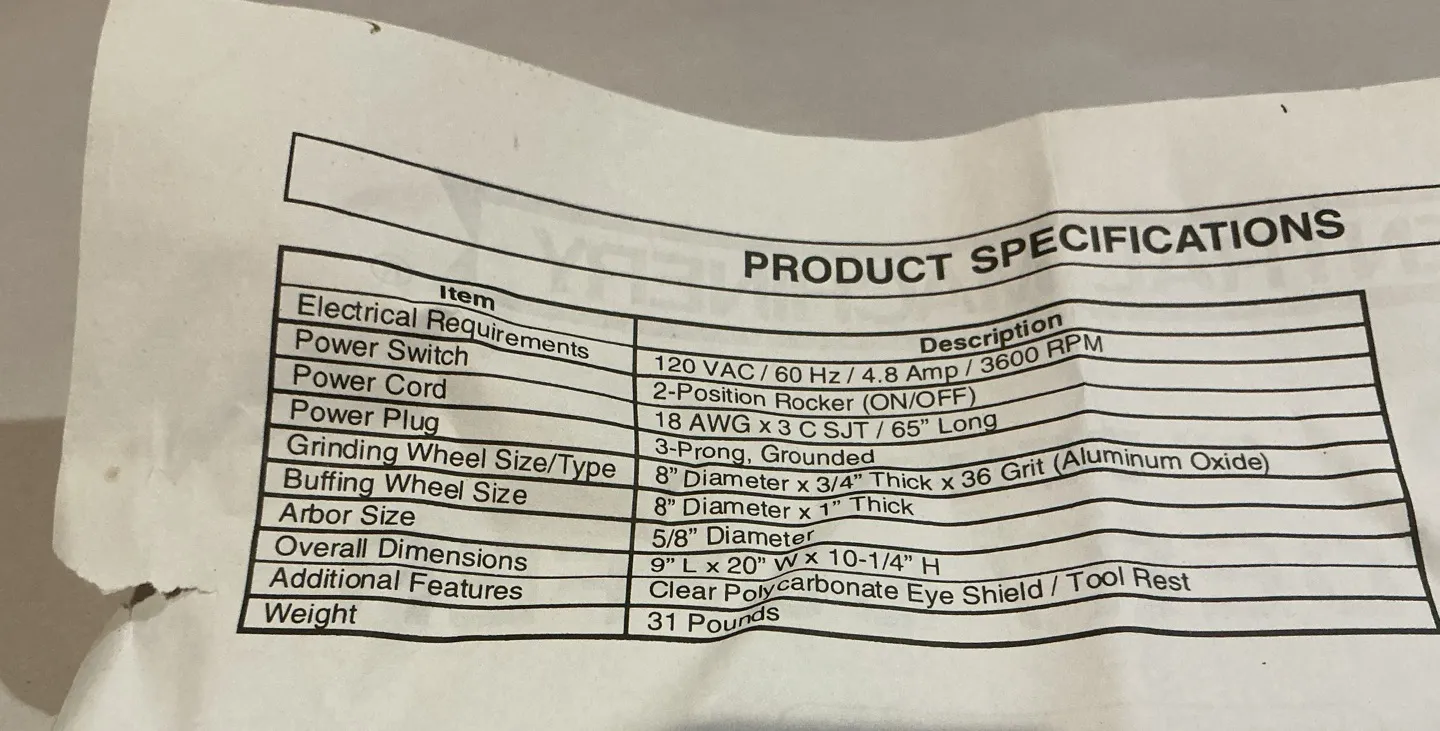 PRODUCT SPECIFICATIONS
Item Description
Electrical Requirements 120 VAC / 60 Hz / 4.8 Amp / 3600 RPM
Power Switch 2-Position Rocker (ON/OFF)
Power Cord 18 AWG x 3 C SJT / 65” Long
Power Plug 3-Prong, Grounded
Grinding Wheel Size/Type 8” Diameter x 3/4” Thick x 36 Grit (Aluminum Oxide)
Buffing Wheel Size 8” Diameter x 1” Thick
Arbor Size 5/8” Diameter
Overall Dimensions 9” L x 20” W x 10-1/4” H
Additional Features Clear Polycarbonate Eye Shield / Tool Rest
Weight 31 Pounds